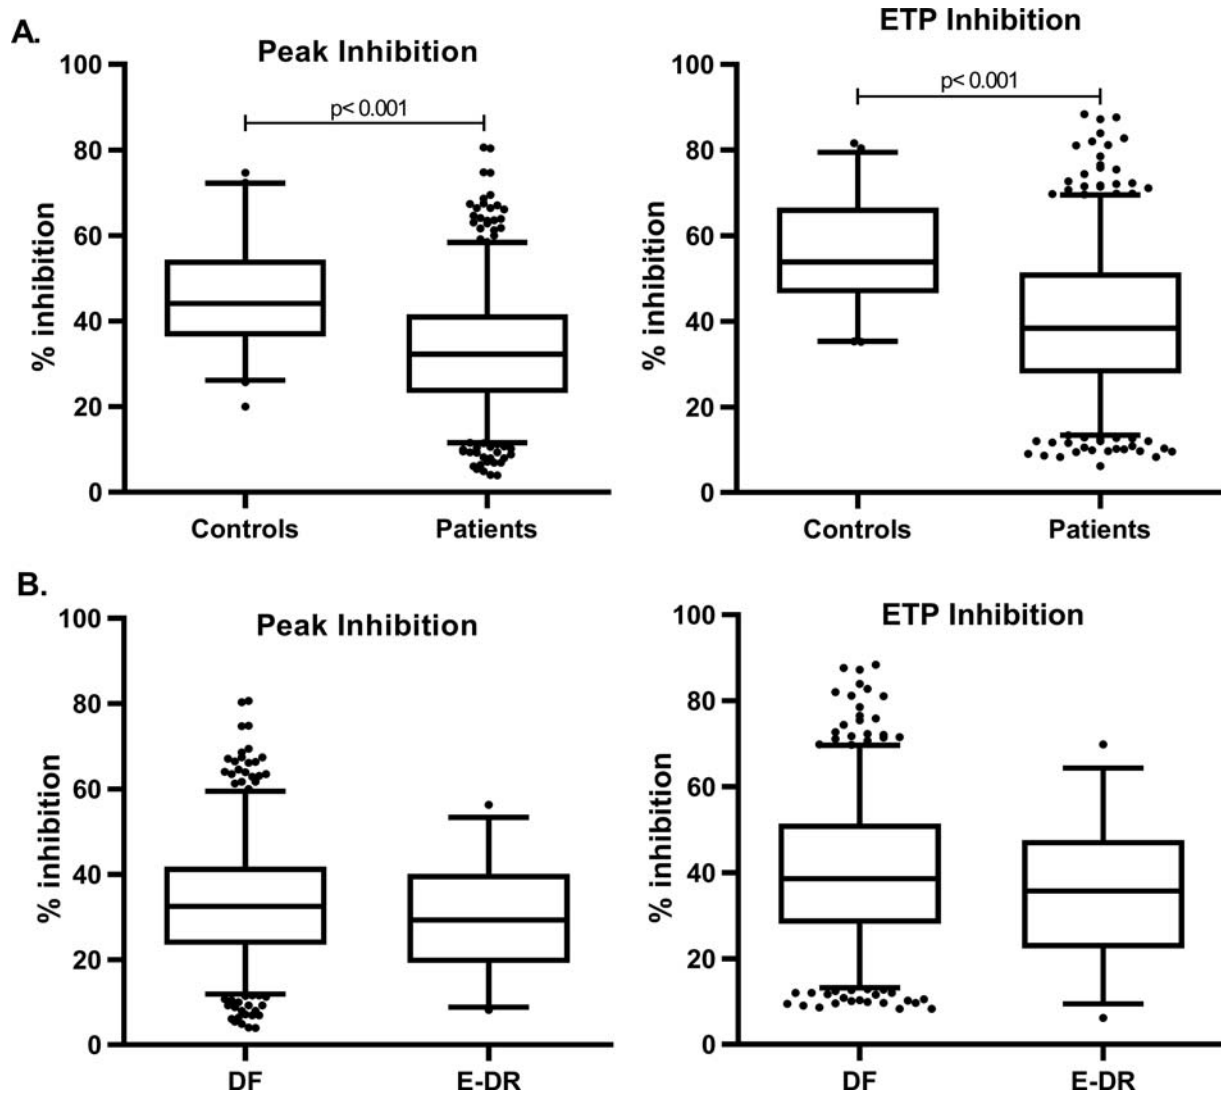 A.
Peak Inhibition
100
80
60
40
20
0
% inhibition
p< 0.001
Controls
Patients
ETP Inhibition
100
80
60
40
20
0
% inhibition
p< 0.001
Controls
Patients
B.
Peak Inhibition
100
80
60
40
20
0
% inhibition
DF
E-DR
ETP Inhibition
100
80
60
40
20
0
% inhibition
DF
E-DR